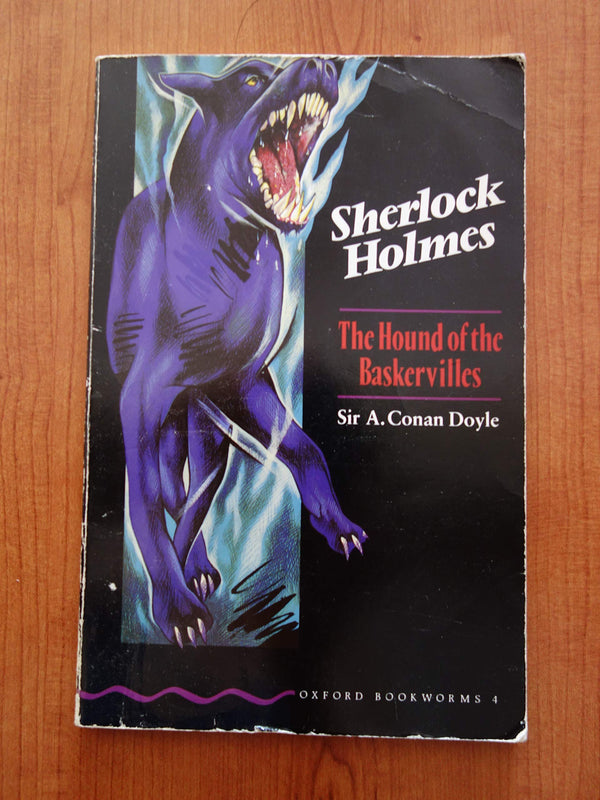 Sherlock
Holmes
The Hound of the
Baskervilles
Sir A. Conan Doyle
OXFORD BOOKWORMS 4